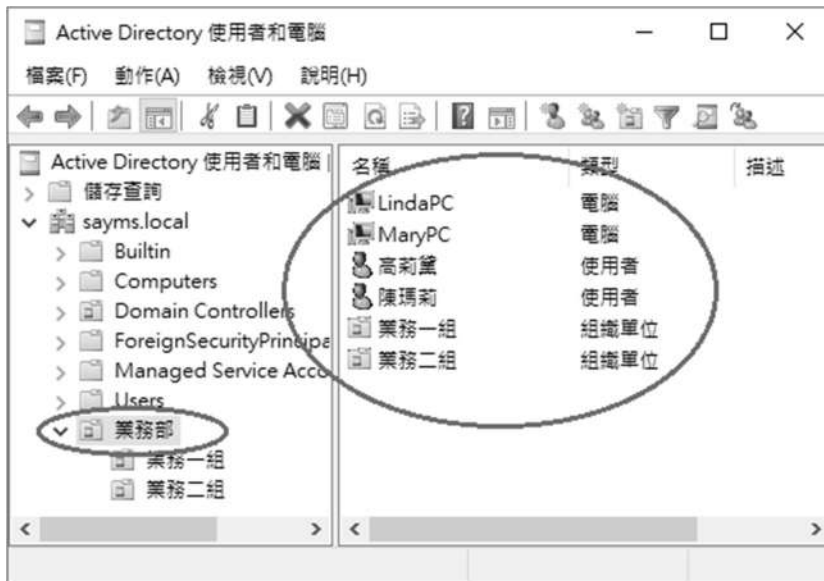 Active Directory 使用者和電腦
檔案(F) 動作(A) 檢視(V) 說明(H)
Active Directory 使用者和電腦
儲存查詢
sayms.local
Builtin
Computers
Domain Controllers
ForeignSecurityPrincipa
Managed Service Acco
Users
業務部
業務一組
業務二組
名稱 類型 描述
LindaPC 電腦
MaryPC 電腦
高莉黛 使用者
陳瑪莉 使用者
業務一組 組織單位
業務二組 組織單位